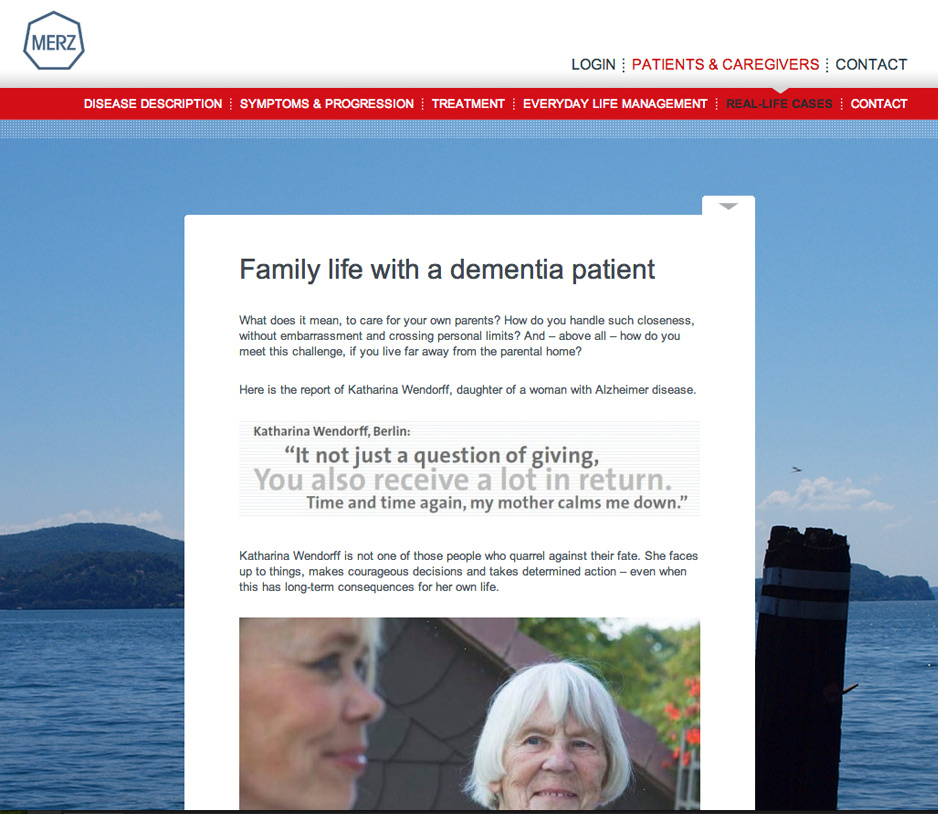 MERZ
LOGIN PATIENTS & CAREGIVERS CONTACT
DISEASE DESCRIPTION SYMPTOMS & PROGRESSION TREATMENT EVERYDAY LIFE MANAGEMENT REAL-LIFE CASES CONTACT
Family life with a dementia patient
What does it mean, to care for your own parents? How do you handle such closeness,
without embarrassment and crossing personal limits? And – above all – how do you
meet this challenge, if you live far away from the parental home?
Here is the report of Katharina Wendorff, daughter of a woman with Alzheimer disease.
Katharina Wendorff, Berlin:
“It not just a question of giving,
You also receive a lot in return.
Time and time again, my mother calms me down.”
Katharina Wendorff is not one of those people who quarrel against their fate. She faces
up to things, makes courageous decisions and takes determined action – even when
this has long-term consequences for her own life.